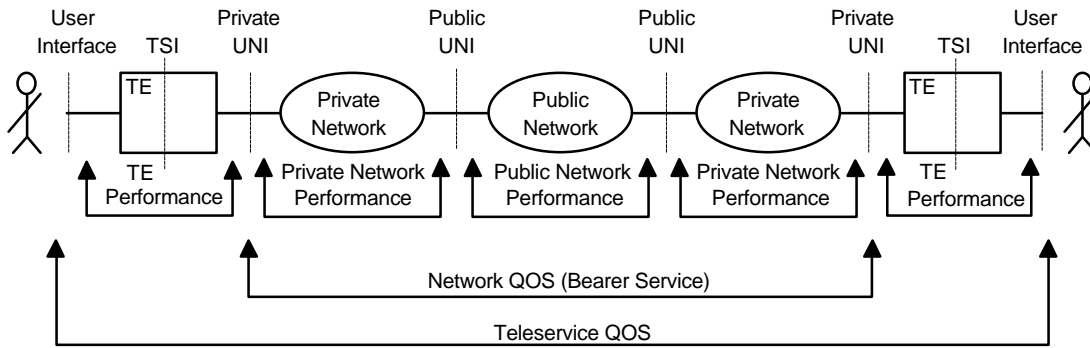 User
Interface
TSI
Private
UNI
Public
UNI
Public
UNI
Private
UNI
TSI
User
Interface
TE
Private
Network
Public
Network
Private
Network
TE
TE
Performance
Private Network
Performance
Public Network
Performance
Private Network
Performance
TE
Performance
Network QOS (Bearer Service)
Teleservice QOS